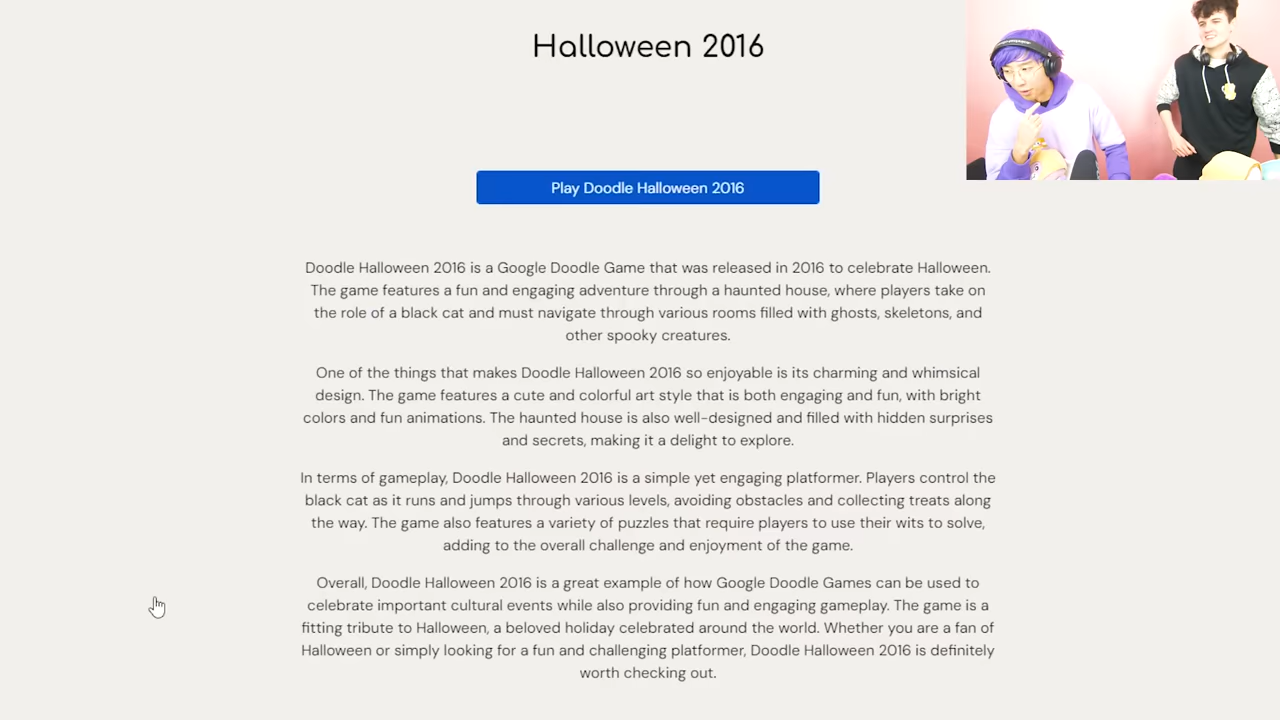 Halloween 2016
Play Doodle Halloween 2016
Doodle Halloween 2016 is a Google Doodle Game that was released in 2016 to celebrate Halloween.
The game features a fun and engaging adventure through a haunted house, where players take on
the role of a black cat and must navigate through various rooms filled with ghosts, skeletons, and
other spooky creatures.
One of the things that makes Doodle Halloween 2016 so enjoyable is its charming and whimsical
design. The game features a cute and colorful art style that is both engaging and fun, with bright
colors and fun animations. The haunted house is also well-designed and filled with hidden surprises
and secrets, making it a delight to explore.
In terms of gameplay, Doodle Halloween 2016 is a simple yet engaging platformer. Players control the
black cat as it runs and jumps through various levels, avoiding obstacles and collecting treats along
the way. The game also features a variety of puzzles that require players to use their wits to solve,
adding to the overall challenge and enjoyment of the game.
Overall, Doodle Halloween 2016 is a great example of how Google Doodle Games can be used to
celebrate important cultural events while also providing fun and engaging gameplay. The game is a
fitting tribute to Halloween, a beloved holiday celebrated around the world. Whether you are a fan of
Halloween or simply looking for a fun and challenging platformer, Doodle Halloween 2016 is definitely
worth checking out.